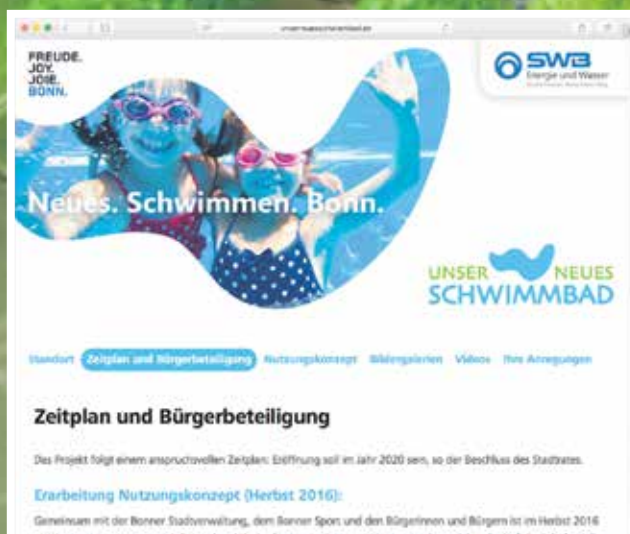 FREUDE.
JOY.
JOIE.
BONN.
SWB
Energie und Wasser
Neues. Schwimmen. Bonn.
UNSER NEUES
SCHWIMMBAD
Standort Zeitplan und Bürgerbeteiligung Nutzungskonzept Bildergalerien Videos Ihre Anregungen
Zeitplan und Bürgerbeteiligung
Das Projekt folgt einem anspruchsvollen Zeitplan: Eröffnung soll im Jahr 2020 sein, so der Beschluss des Stadtrates.
Erarbeitung Nutzungskonzept (Herbst 2016):
Gemeinsam mit der Bonner Stadtverwaltung, dem Bonner Sport und den Bürgerinnen und Bürgern ist im Herbst 2016